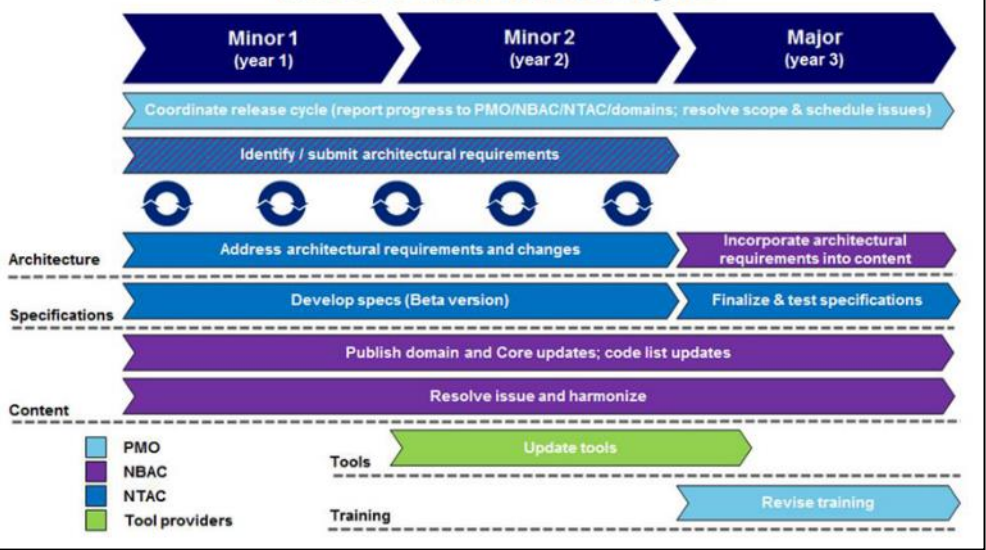 Minor 1
(year 1)
Minor 2
(year 2)
Major
(year 3)
Coordinate release cycle (report progress to PMO/NBAC/NTAC/domains; resolve scope & schedule issues)
Identify / submit architectural requirements
Architecture
Address architectural requirements and changes
Incorporate architectural
requirements into content
Specifications
Develop specs (Beta version)
Finalize & test specifications
Publish domain and Core updates; code list updates
Resolve issue and harmonize
Content
PMO
NBAC
NTAC
Tool providers
Tools
Update tools
Training
Revise training